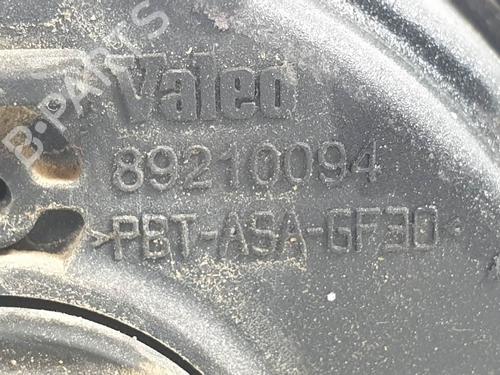 B·PARTS
Valeo
89210094
>PBT-ASA-GF30<